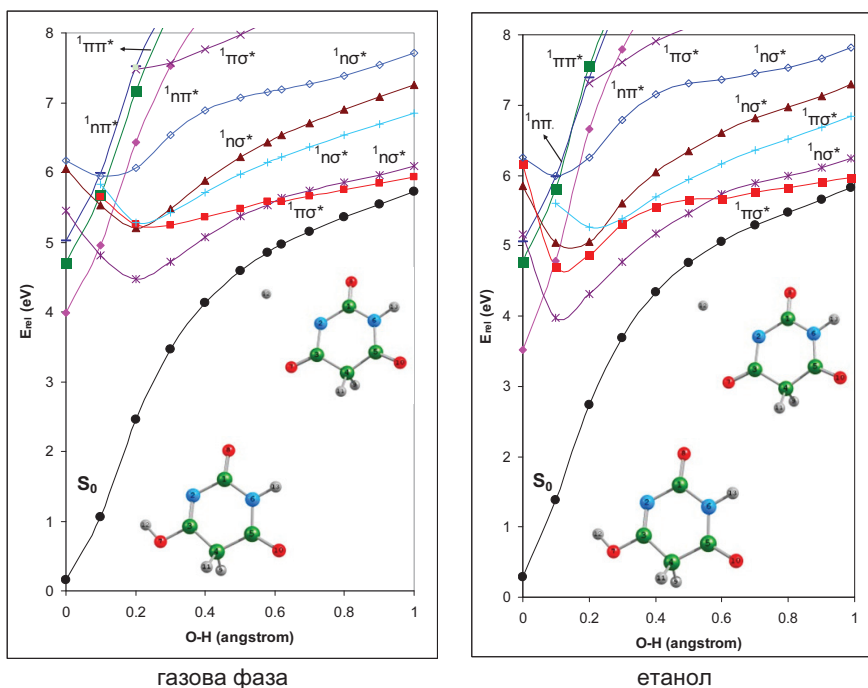 ¹ππ*
¹πσ*
¹nπ*
¹nσ*
¹nπ*
¹nσ*
¹nσ*
¹nσ*
¹πσ*
E_rel (eV)
8
7
6
5
4
3
2
1
0
S₀
0 0.2 0.4 0.6 0.8 1
O-H (angstrom)
газова фаза
¹πσ*
¹ππ*
¹nσ*
¹nπ.
¹nσ*
¹πσ*
¹nσ*
¹πσ*
E_rel (eV)
8
7
6
5
4
3
2
1
0
S₀
0 0.2 0.4 0.6 0.8 1
O-H (angstrom)
етанол